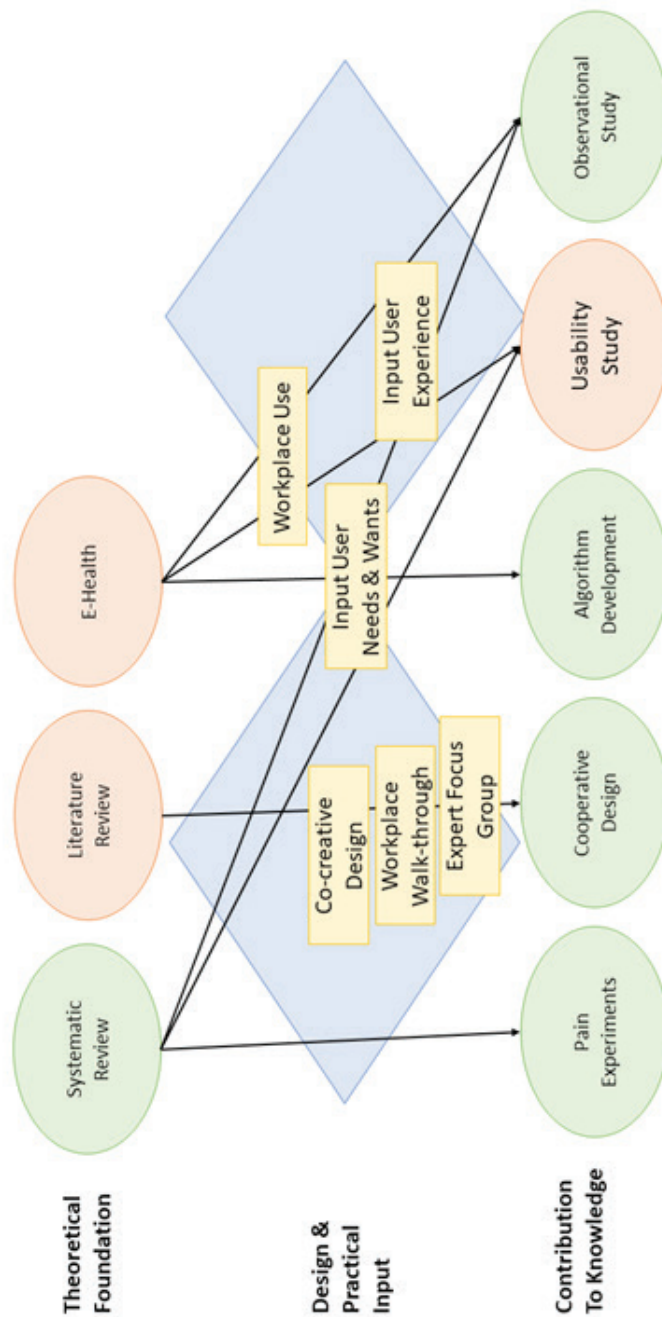 Theoretical
Foundation
Systematic
Review
Literature
Review
E-Health
Design &
Practical
Input
Co-creative
Design
Workplace
Walk-through
Expert Focus
Group
Input User
Needs & Wants
Workplace Use
Input User
Experience
Contribution
To Knowledge
Pain
Experiments
Cooperative
Design
Algorithm
Development
Usability
Study
Observational
Study